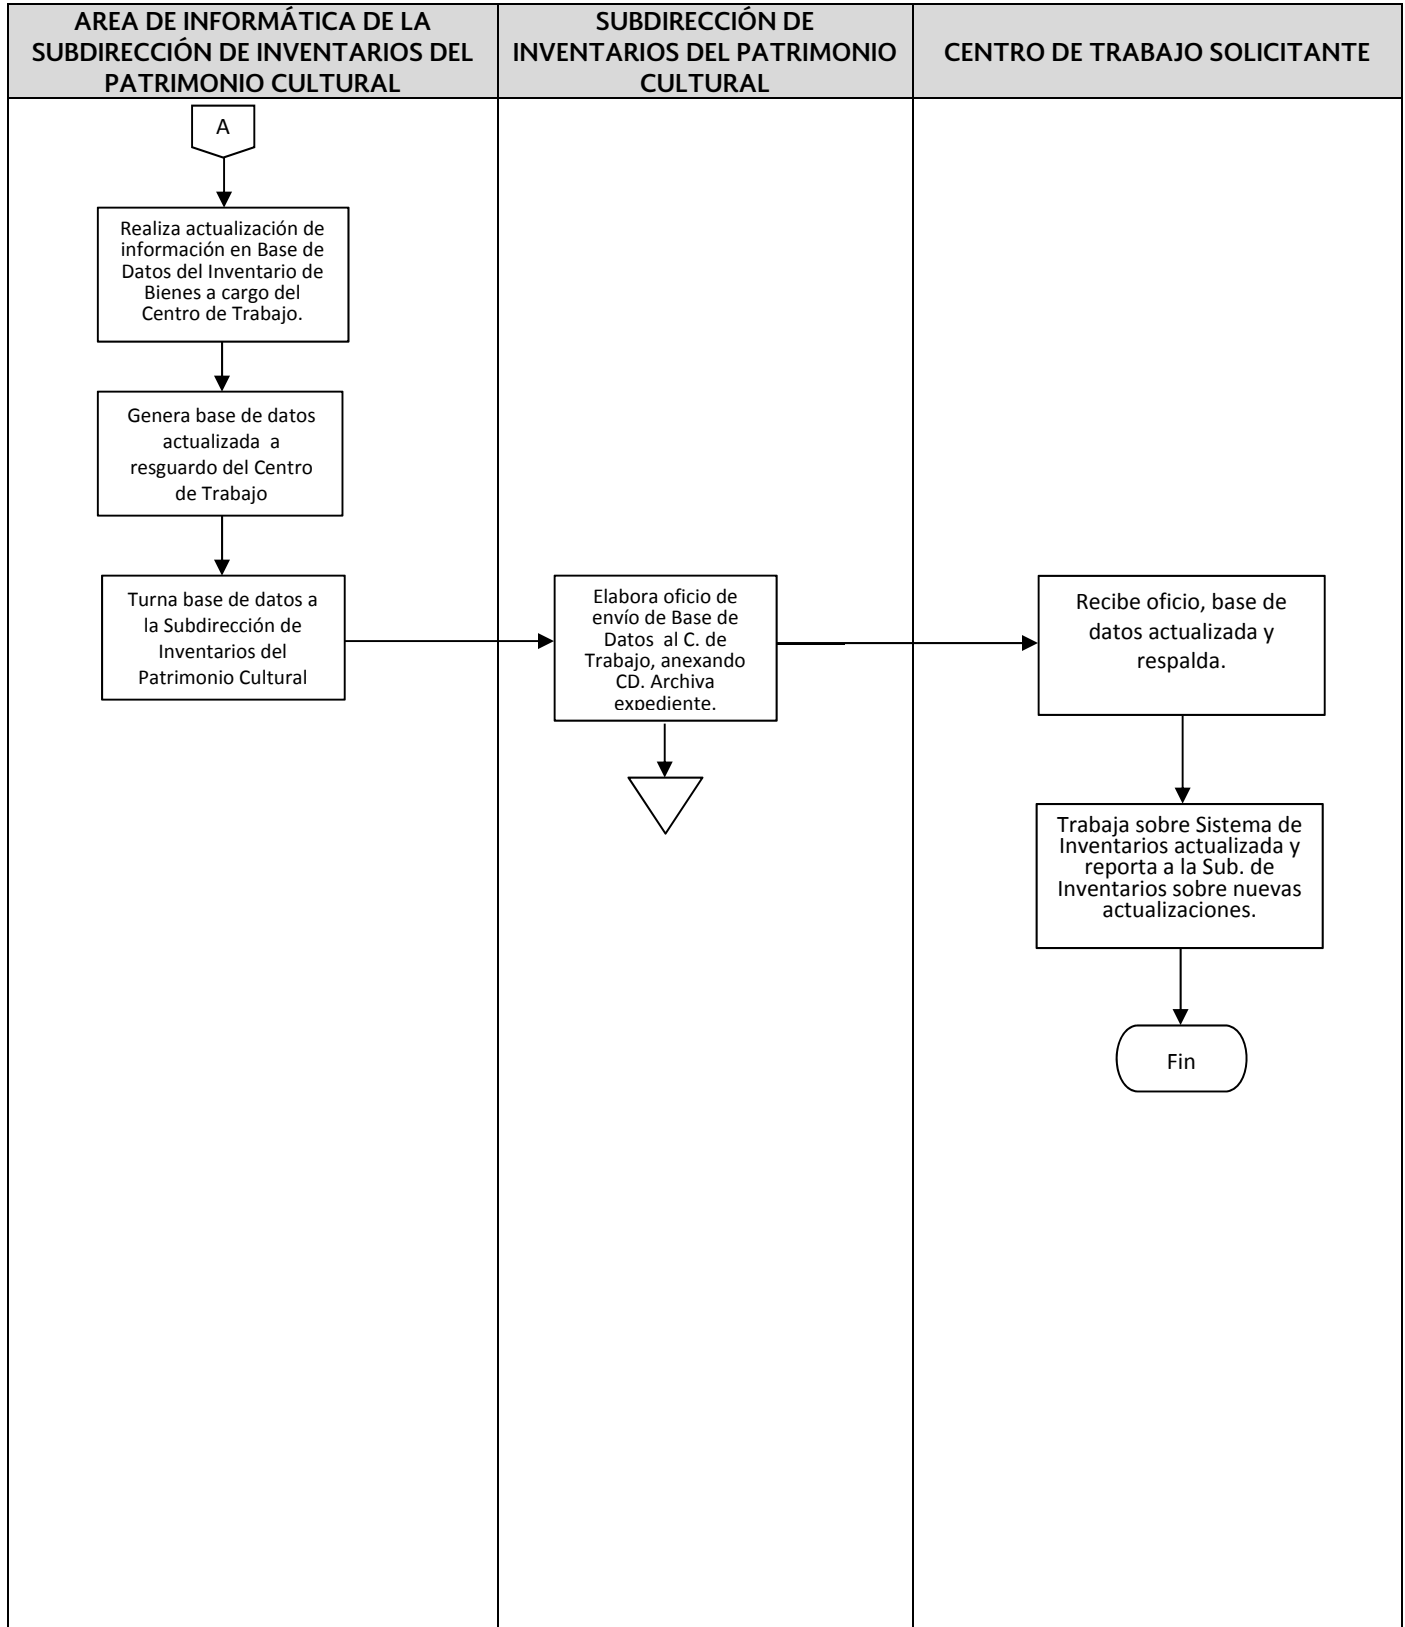 AREA DE INFORMÁTICA DE LA
SUBDIRECCIÓN DE INVENTARIOS DEL
PATRIMONIO CULTURAL
SUBDIRECCIÓN DE
INVENTARIOS DEL PATRIMONIO
CULTURAL
CENTRO DE TRABAJO SOLICITANTE
A
Realiza actualización de
información en Base de
Datos del Inventario de
Bienes a cargo del
Centro de Trabajo.
Genera base de datos
actualizada a
resguardo del Centro
de Trabajo
Turna base de datos a
la Subdirección de
Inventarios del
Patrimonio Cultural
Elabora oficio de
envío de Base de
Datos al C. de
Trabajo, anexando
CD. Archiva
expediente.
Recibe oficio, base de
datos actualizada y
respalda.
Trabaja sobre Sistema de
Inventarios actualizada y
reporta a la Sub. de
Inventarios sobre nuevas
actualizaciones.
Fin